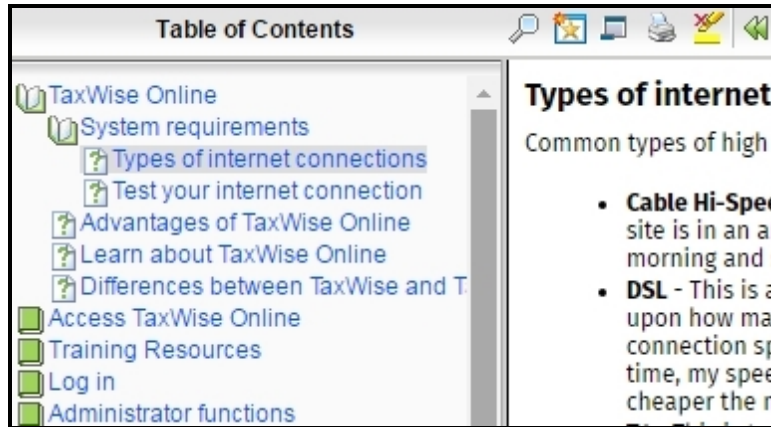 Table of Contents
TaxWise Online
System requirements
Types of internet connections
Test your internet connection
Advantages of TaxWise Online
Learn about TaxWise Online
Differences between TaxWise and T
Access TaxWise Online
Training Resources
Log in
Administrator functions
Types of internet
Common types of high
• Cable Hi-Spee
site is in an a
morning and
• DSL - This is a
upon how ma
connection sp
time, my spee
cheaper the